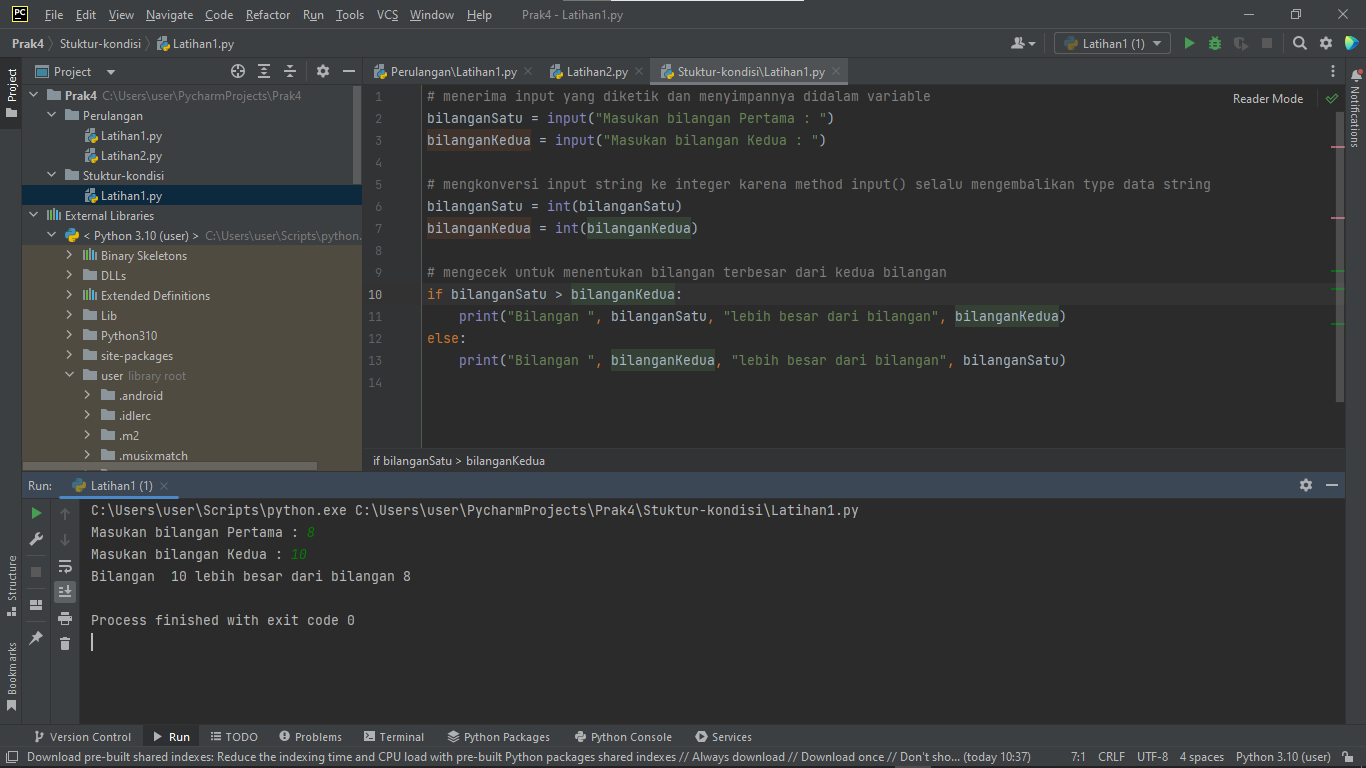 PC File Edit View Navigate Code Refactor Run Tools VCS Window Help Prak4 - Latihan1.py
Prak4 Stuktur-kondisi Latihan1.py Latihan1 (1)
Project
Project
Prak4 C:\Users\user\PycharmProjects\Prak4
Perulangan
Latihan1.py
Latihan2.py
Stuktur-kondisi
Latihan1.py
External Libraries
< Python 3.10 (user) > C:\Users\user\Scripts\python.
Binary Skeletons
DLLs
Extended Definitions
Lib
Python310
site-packages
user library root
.android
.idlerc
.m2
.musixmatch
Perulangan\Latihan1.py Latihan2.py Stuktur-kondisi\Latihan1.py
Reader Mode
Notifications
1 # menerima input yang diketik dan menyimpannya didalam variable
2 bilanganSatu = input("Masukan bilangan Pertama : ")
3 bilanganKedua = input("Masukan bilangan Kedua : ")
4
5 # mengkonversi input string ke integer karena method input() selalu mengembalikan type data string
6 bilanganSatu = int(bilanganSatu)
7 bilanganKedua = int(bilanganKedua)
8
9 # mengecek untuk menentukan bilangan terbesar dari kedua bilangan
10 if bilanganSatu > bilanganKedua:
11 print("Bilangan ", bilanganSatu, "lebih besar dari bilangan", bilanganKedua)
12 else:
13 print("Bilangan ", bilanganKedua, "lebih besar dari bilangan", bilanganSatu)
14
if bilanganSatu > bilanganKedua
Run: Latihan1 (1)
C:\Users\user\Scripts\python.exe C:\Users\user\PycharmProjects\Prak4\Stuktur-kondisi\Latihan1.py
Masukan bilangan Pertama : 8
Masukan bilangan Kedua : 10
Bilangan  10 lebih besar dari bilangan 8
Process finished with exit code 0
Structure
Bookmarks
Version Control Run TODO Problems Terminal Python Packages Python Console Services
Download pre-built shared indexes: Reduce the indexing time and CPU load with pre-built Python packages shared indexes // Always download // Download once // Don't sho... (today 10:37) 7:1 CRLF UTF-8 4 spaces Python 3.10 (user)